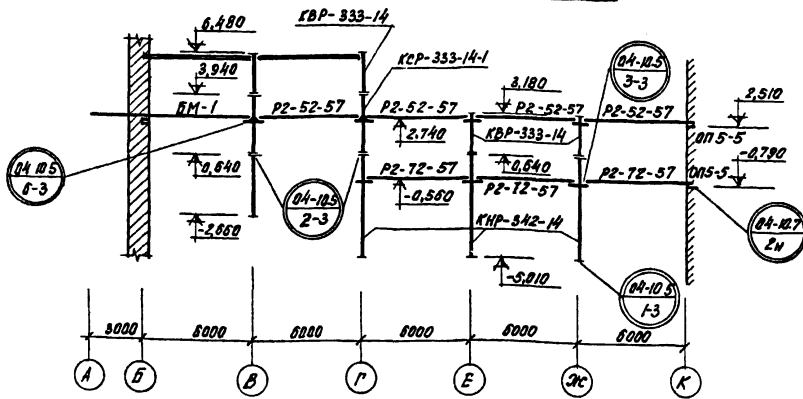 6,480
КВР-333-14
3,940
КСР-333-14-1
04-10.5
3-3
3,180
2,510
БМ-1
Р2-52-57
Р2-52-57
Р2-52-57
Р2-52-57
2.740
КВР-333-14
ОП5-5
-0,790
04-10.5
6-3
0,640
Р2-72-57
0,640
Р2-72-57
Р2-72-57
ОП5-5
04-10.5
2-3
-0,560
-2,660
КНР-342-14
04-10.7
2н
-5,010
04-10.5
1-3
3000
6000
6000
6000
6000
6000
А
Б
В
Г
Е
Ж
К